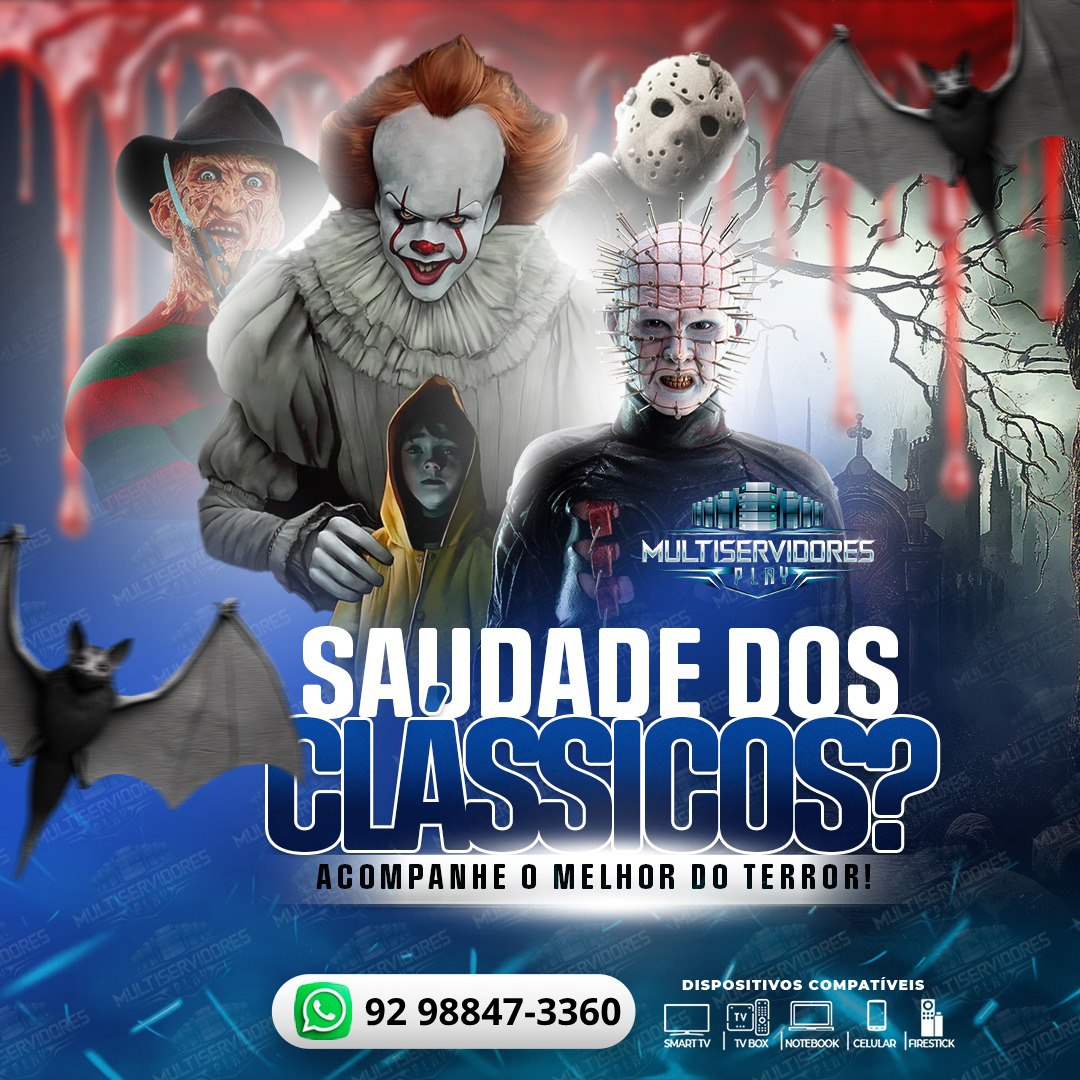 MULTISERVIDORES
PLAY
SAUDADE DOS
CLÁSSICOS?
ACOMPANHE O MELHOR DO TERROR!
92 98847-3360
DISPOSITIVOS COMPATÍVEIS
TV
SMART TV | TV BOX | NOTEBOOK | CELULAR | FIRESTICK